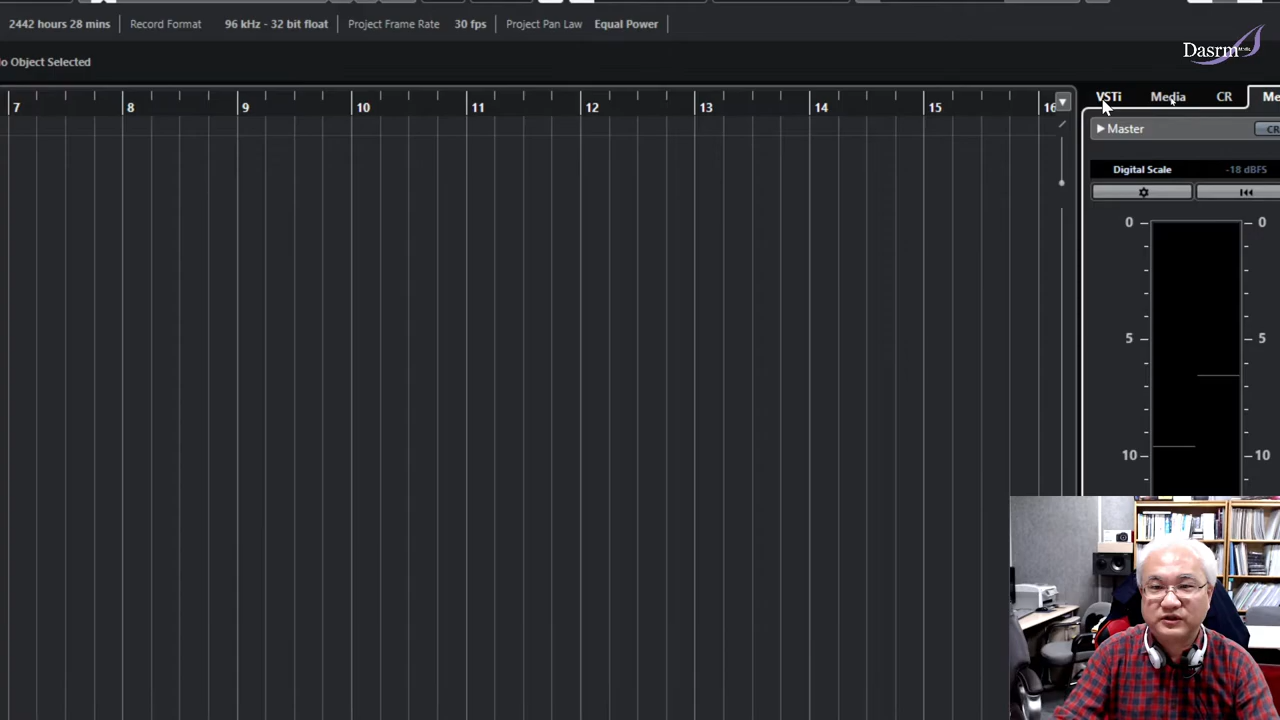 2442 hours 28 mins Record Format 96 kHz - 32 bit float Project Frame Rate 30 fps Project Pan Law Equal Power
o Object Selected
Dasrm
7 8 9 10 11 12 13 14 15 16
VSTi Media CR Me
Master CR
Digital Scale -18 dBFS
0 0
5 5
10 10